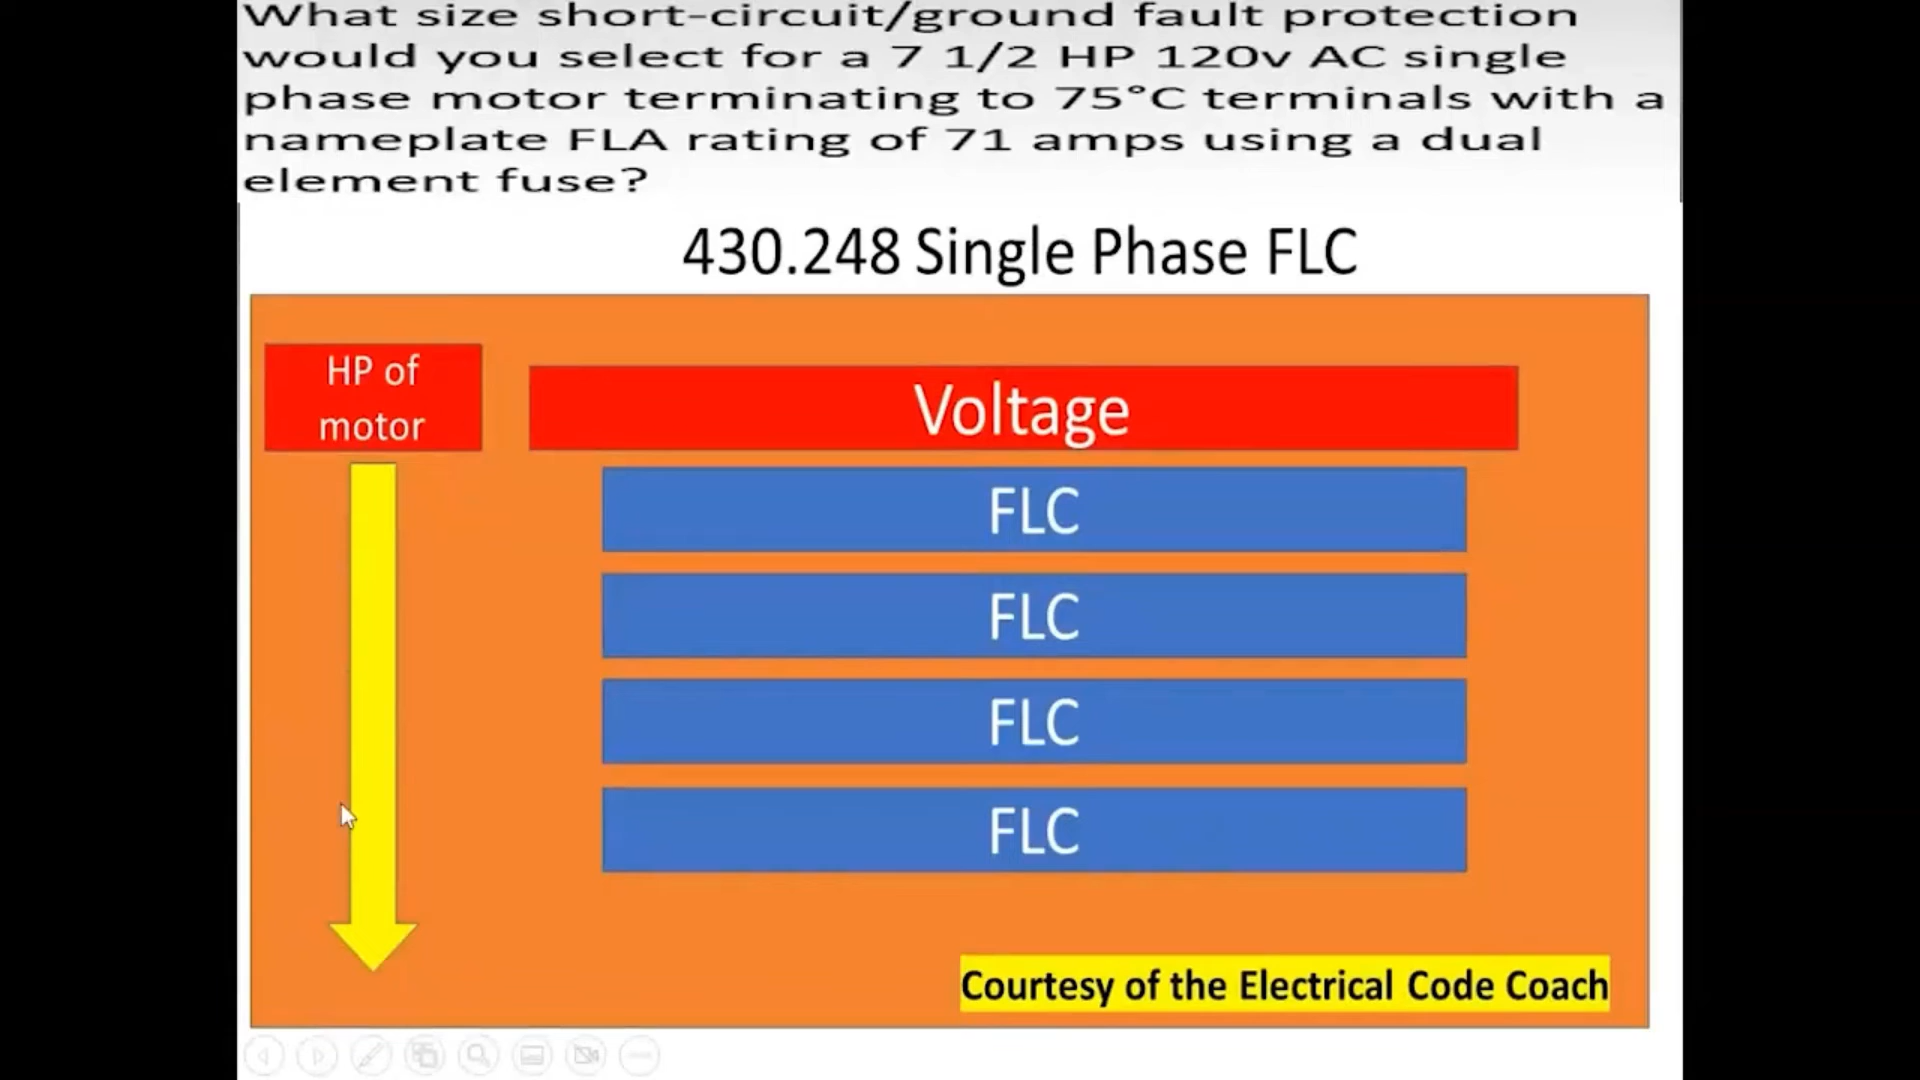 What size short-circuit/ground fault protection
would you select for a 7 1/2 HP 120v AC single
phase motor terminating to 75°C terminals with a
nameplate FLA rating of 71 amps using a dual
element fuse?
430.248 Single Phase FLC
HP of
motor
Voltage
FLC
FLC
FLC
FLC
Courtesy of the Electrical Code Coach